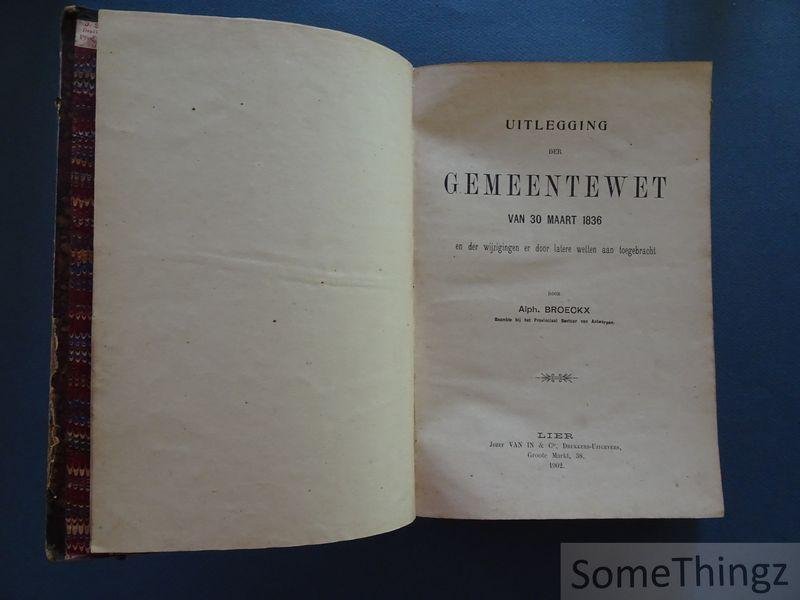 UITLEGGING
DER
GEMEENTEWET
VAN 30 MAART 1836
en der wijzigingen er door latere wetten aan toegebracht
DOOR
Alph. BROECKX
Beambte bij het Provinciaal Bestuur van Antwerpen.
LIER
Jozef VAN IN & Cie, Drukkers-Uitgevers,
Groote Markt, 38.
1902.
SomeThingz